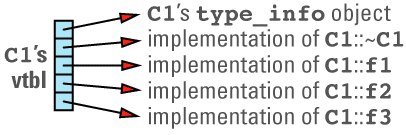 C1's type_info object
implementation of C1::~C1
C1's
vtbl
implementation of C1::f1
implementation of C1::f2
implementation of C1::f3